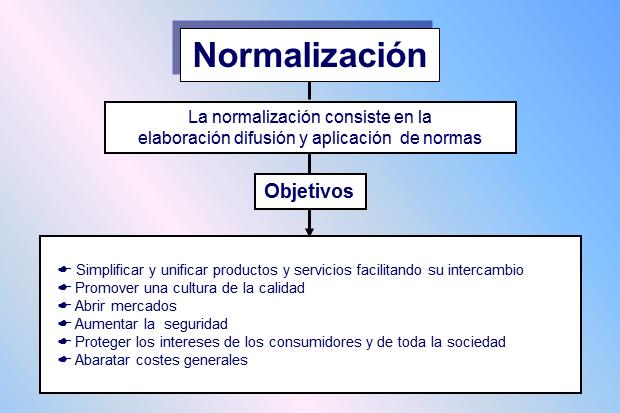 Normalización
La normalización consiste en la
elaboración difusión y aplicación  de normas
Objetivos
Simplificar y unificar productos y servicios facilitando su intercambio
Promover una cultura de la calidad
Abrir mercados
Aumentar la  seguridad
Proteger los intereses de los consumidores y de toda la sociedad
Abaratar costes generales